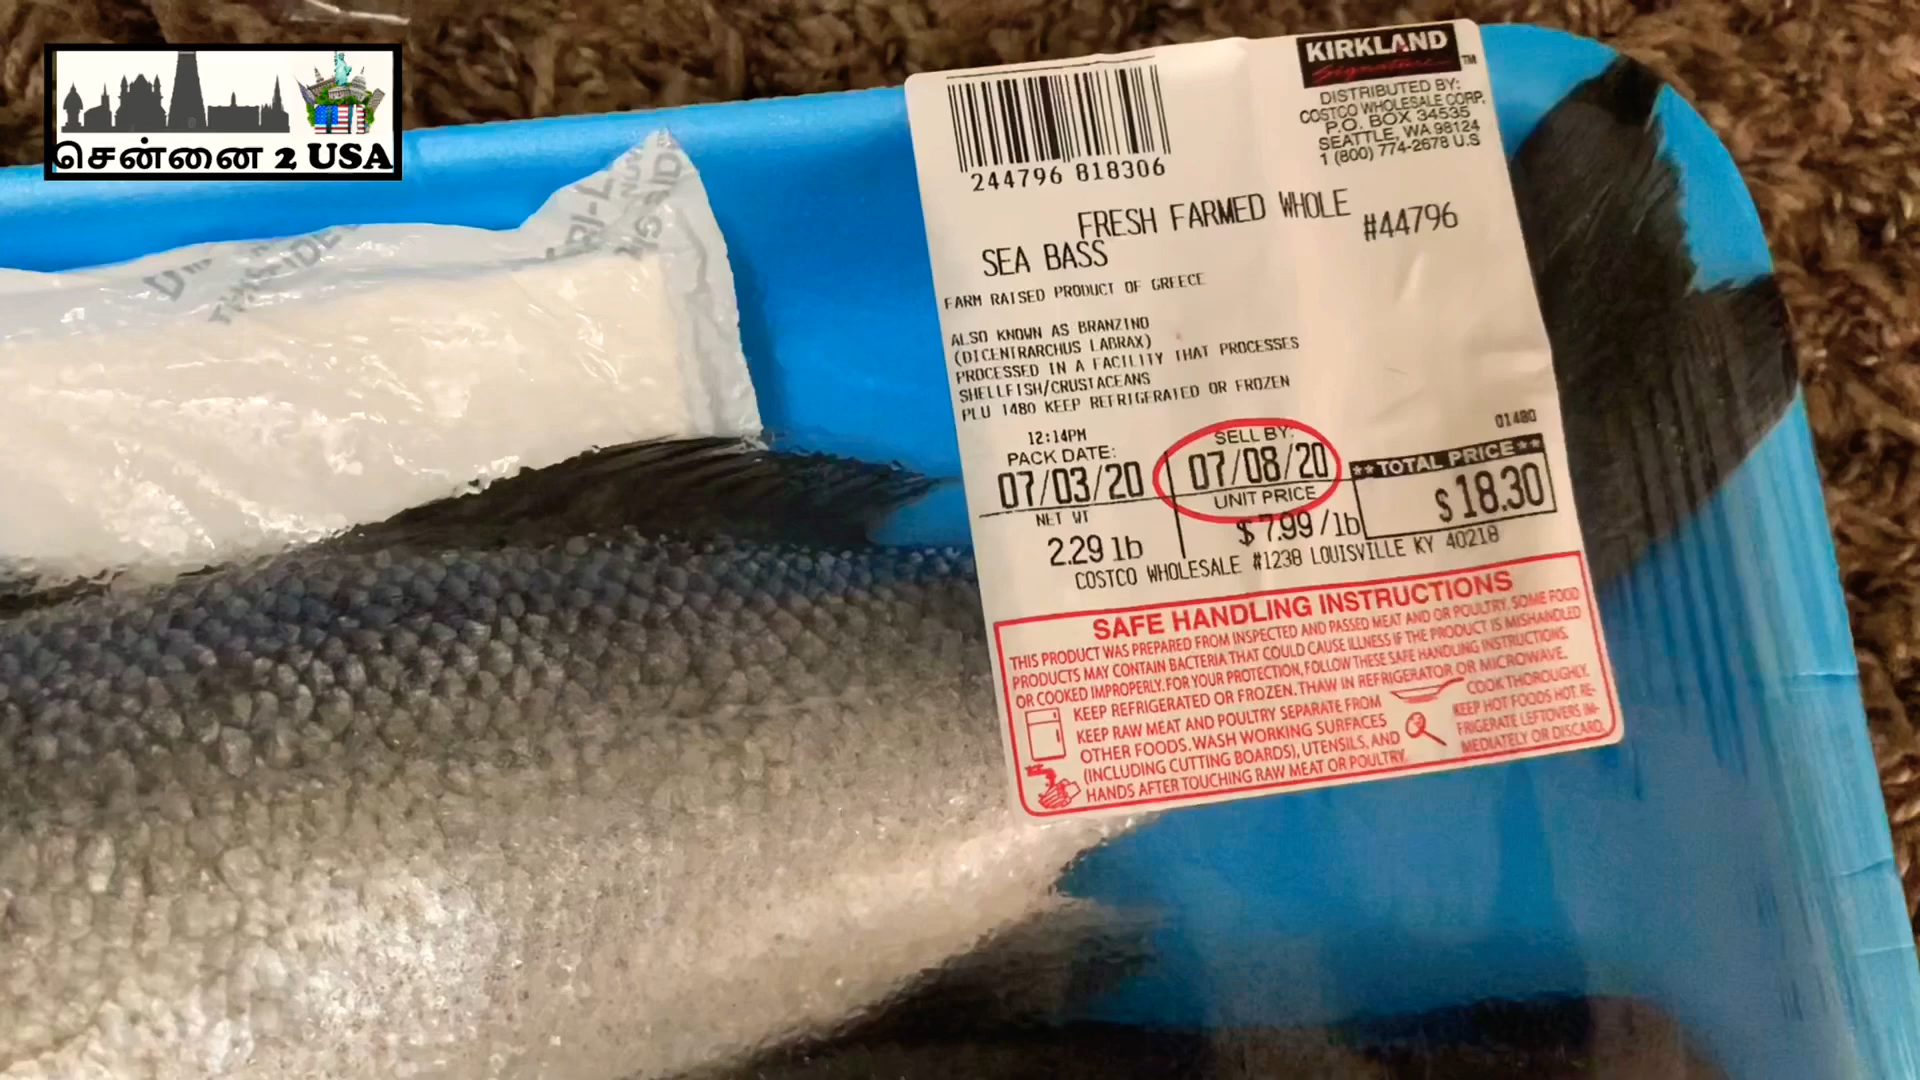 சென்னை 2 USA
KIRKLAND
Signature
TM
DISTRIBUTED BY:
COSTCO WHOLESALE CORP.
P.O. BOX 34535
SEATTLE, WA 98124
1 (800) 774-2678 U.S
244796 818306
FRESH FARMED WHOLE
SEA BASS
#44796
FARM RAISED PRODUCT OF GREECE
ALSO KNOWN AS BRANZINO
(DICENTRARCHUS LABRAX)
PROCESSED IN A FACILITY THAT PROCESSES
SHELLFISH/CRUSTACEANS
PLU 1480 KEEP REFRIGERATED OR FROZEN
01480
12:14PM
PACK DATE:
07/03/20
SELL BY:
07/08/20
**TOTAL PRICE**
$18.30
NET WT
2.29 lb
UNIT PRICE
$7.99/lb
COSTCO WHOLESALE #1238 LOUISVILLE KY 40218
SAFE HANDLING INSTRUCTIONS
THIS PRODUCT WAS PREPARED FROM INSPECTED AND PASSED MEAT AND OR POULTRY. SOME FOOD
PRODUCTS MAY CONTAIN BACTERIA THAT COULD CAUSE ILLNESS IF THE PRODUCT IS MISHANDLED
OR COOKED IMPROPERLY. FOR YOUR PROTECTION, FOLLOW THESE SAFE HANDLING INSTRUCTIONS.
KEEP REFRIGERATED OR FROZEN. THAW IN REFRIGERATOR OR MICROWAVE.
KEEP RAW MEAT AND POULTRY SEPARATE FROM
OTHER FOODS. WASH WORKING SURFACES
(INCLUDING CUTTING BOARDS), UTENSILS, AND
HANDS AFTER TOUCHING RAW MEAT OR POULTRY.
COOK THOROUGHLY.
KEEP HOT FOODS HOT. RE-
FRIGERATE LEFTOVERS IM-
MEDIATELY OR DISCARD.